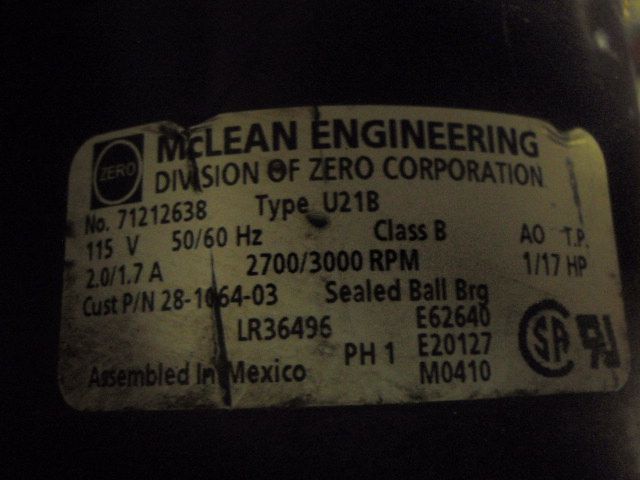 ZERO
McLEAN ENGINEERING
DIVISION OF ZERO CORPORATION
No. 71212638 Type U21B
115 V 50/60 Hz Class B AO T.P.
2.0/1.7 A 2700/3000 RPM 1/17 HP
Cust P/N 28-1064-03 Sealed Ball Brg
LR36496 E62640
PH 1 E20127
Assembled In Mexico M0410
SA